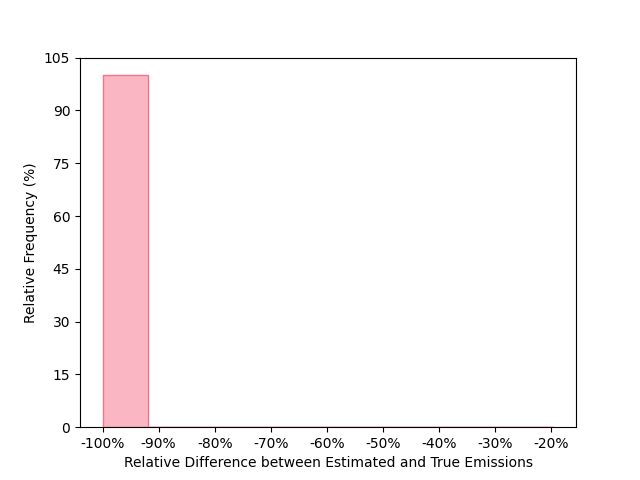 105
90
75
60
45
30
15
0
Relative Frequency (%)
-100% -90% -80% -70% -60% -50% -40% -30% -20%
Relative Difference between Estimated and True Emissions